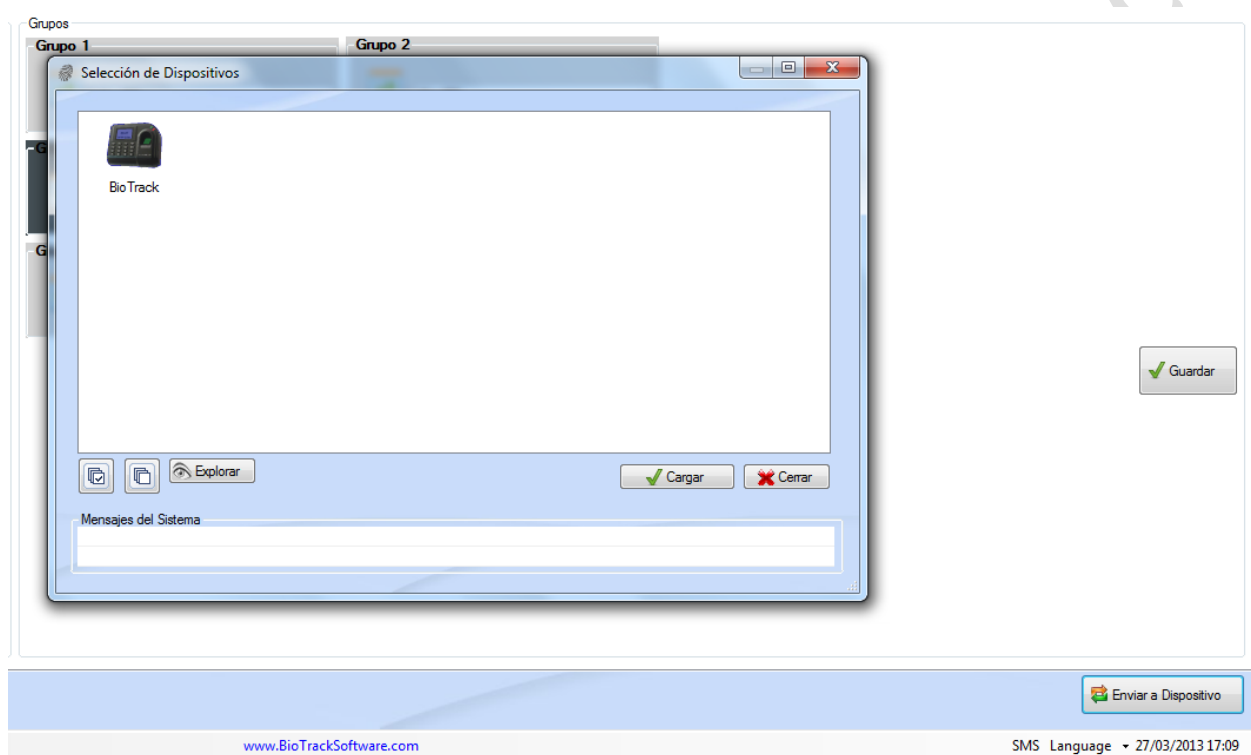 Grupos
Grupo 1
Grupo 2
Selección de Dispositivos
G
BioTrack
G
Guardar
Explorar
Cargar
Cerrar
Mensajes del Sistema
Enviar a Dispositivo
www.BioTrackSoftware.com
SMS Language 27/03/2013 17:09